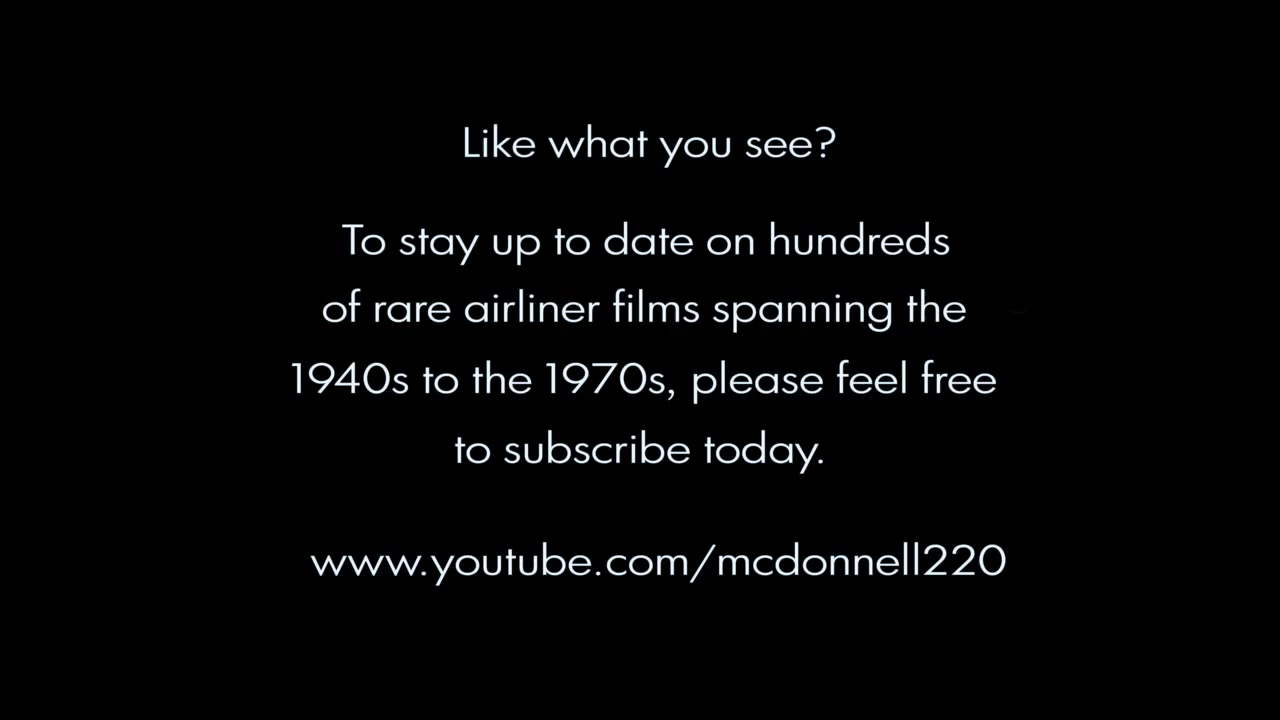 Like what you see?
To stay up to date on hundreds
of rare airliner films spanning the
1940s to the 1970s, please feel free
to subscribe today.
www.youtube.com/mcdonnell220